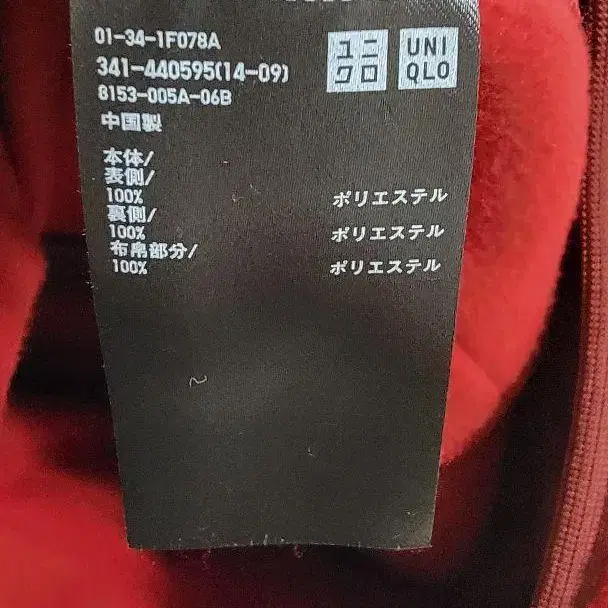 01-34-1F078A
341-440595(14-09)
8153-005A-06B
ユニ
クロ
UNI
QLO
中国製
本体/
表側/
100% ポリエステル
裏側/
100% ポリエステル
布帛部分/
100% ポリエステル